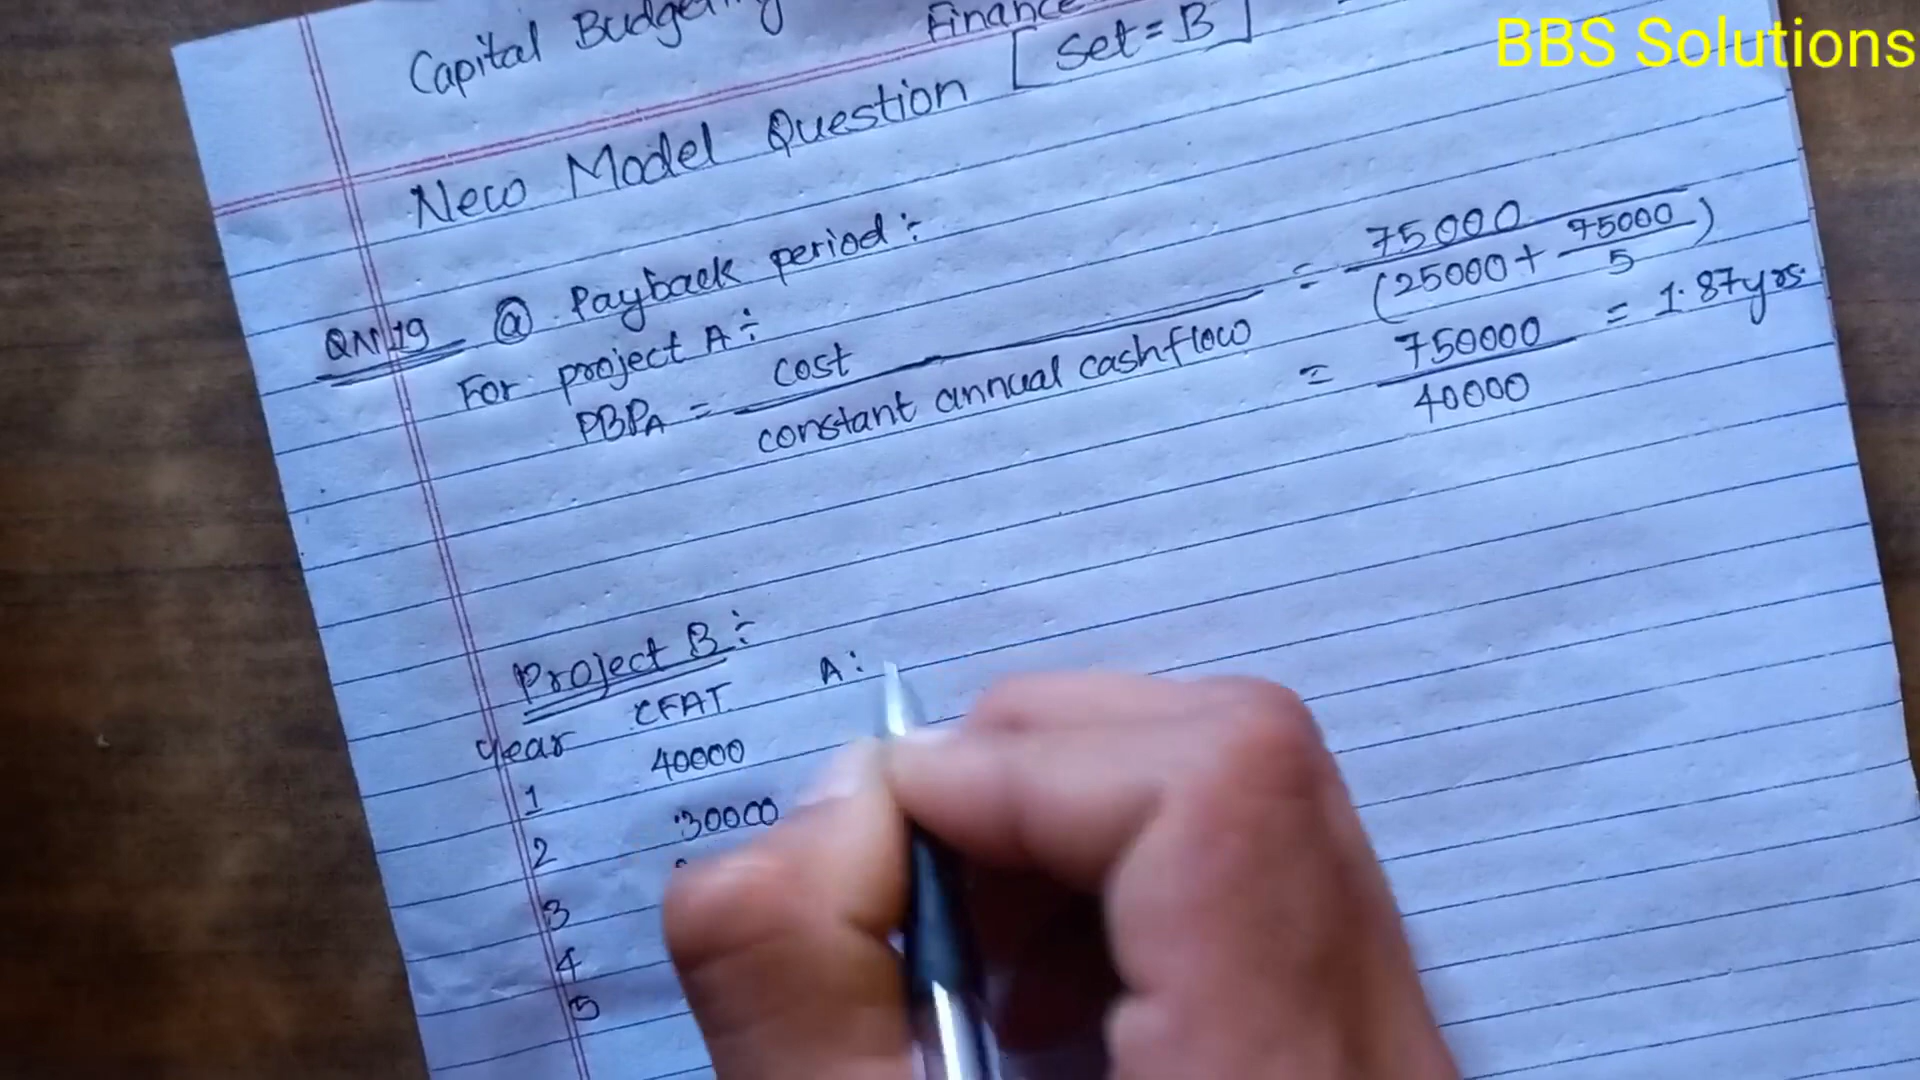 BBS Solutions
Capital Budgeting Finance
New Model Question [Set=B]
QN 19 @ Payback period ÷
For project A ÷
PBPA = cost / constant annual cashflow = 75000 / (25000 + 75000 / 5)
= 750000 / 40000 = 1.87yrs.
Project B ÷
Year CFAT A :
1 40000
2 30000
3
4
5